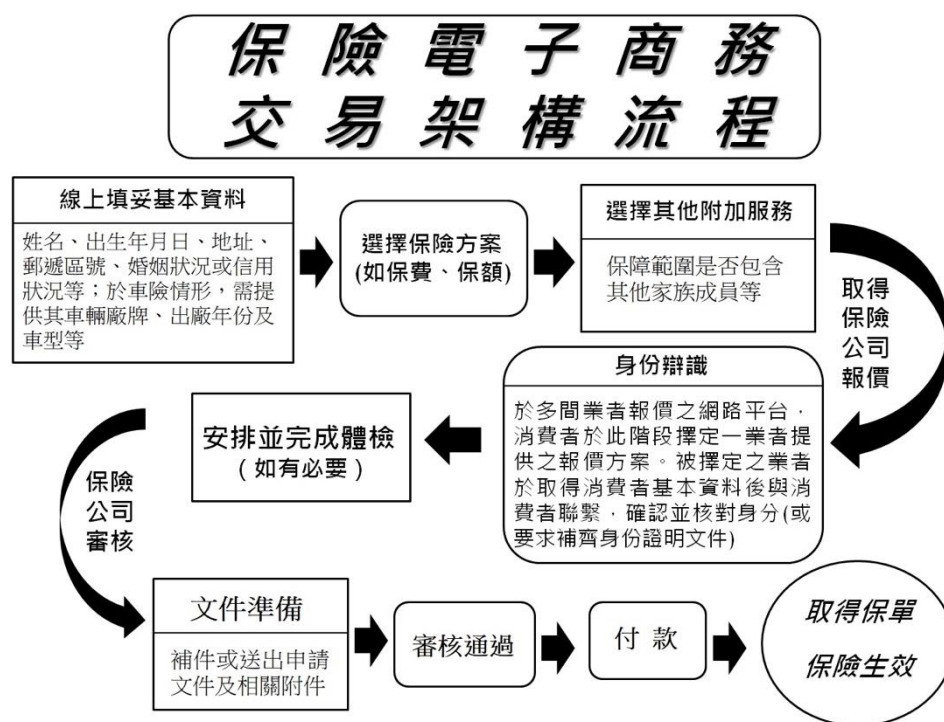 保險電子商務
交易架構流程
線上填妥基本資料
姓名、出生年月日、地址、
郵遞區號、婚姻狀況或信用
狀況等；於車險情形，需提
供其車輛廠牌、出廠年份及
車型等
選擇保險方案
(如保費、保額)
選擇其他附加服務
保障範圍是否包含
其他家族成員等
取得
保險
公司
報價
身份辯識
於多間業者報價之網路平台，
消費者於此階段擇定一業者提
供之報價方案。被擇定之業者
於取得消費者基本資料後與消
費者聯繫，確認並核對身分(或
要求補齊身份證明文件)
安排並完成體檢
（如有必要）
保險
公司
審核
文件準備
補件或送出申請
文件及相關附件
審核通過
付 款
取得保單
保險生效